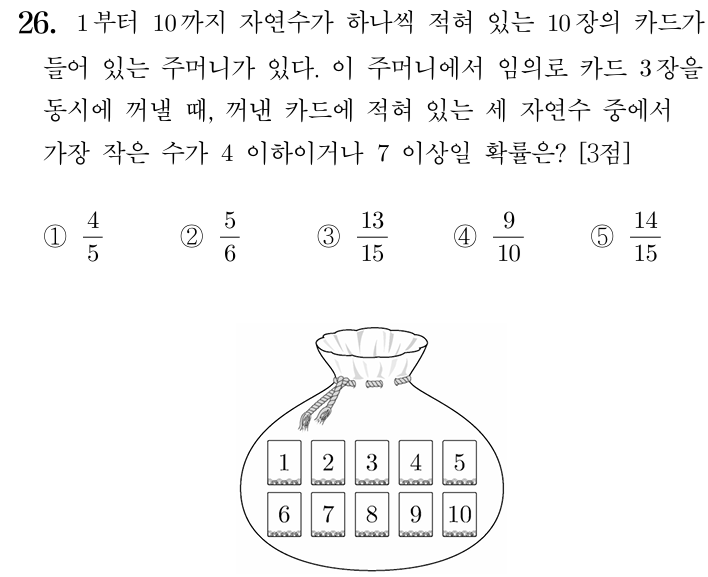 26. 1부터 10까지 자연수가 하나씩 적혀 있는 10장의 카드가
들어 있는 주머니가 있다. 이 주머니에서 임의로 카드 3장을
동시에 꺼낼 때, 꺼낸 카드에 적혀 있는 세 자연수 중에서
가장 작은 수가 4 이하이거나 7 이상일 확률은? [3점]
① 4/5 ② 5/6 ③ 13/15 ④ 9/10 ⑤ 14/15
1 2 3 4 5
6 7 8 9 10